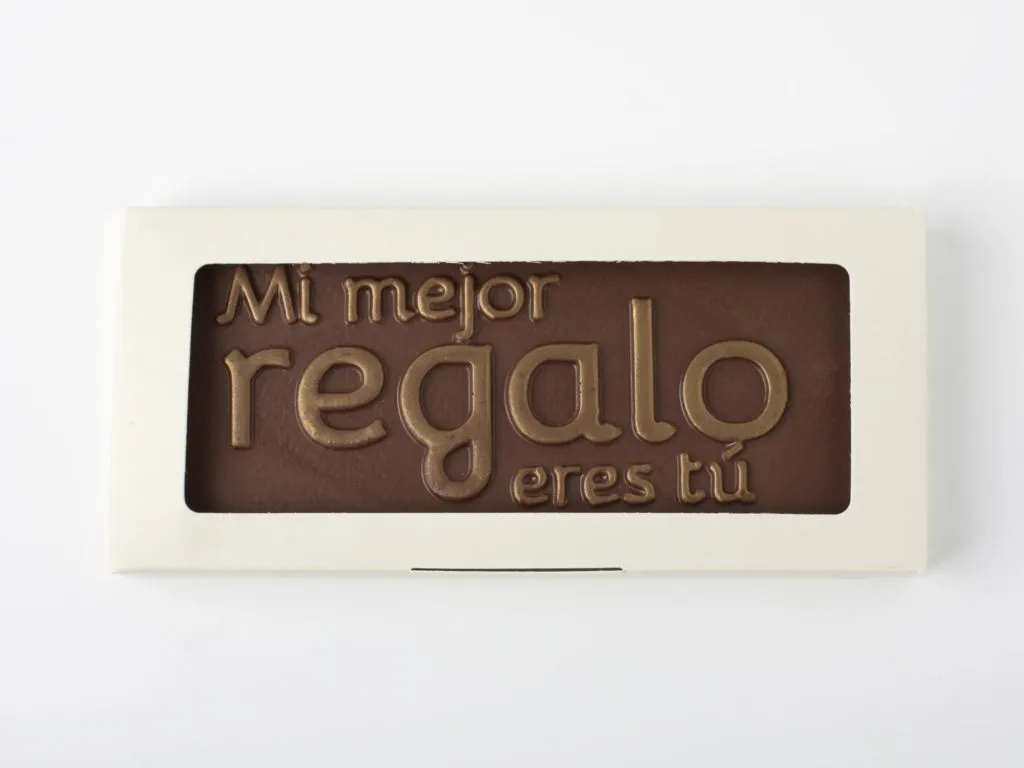 Mi mejor
regalo
eres tú